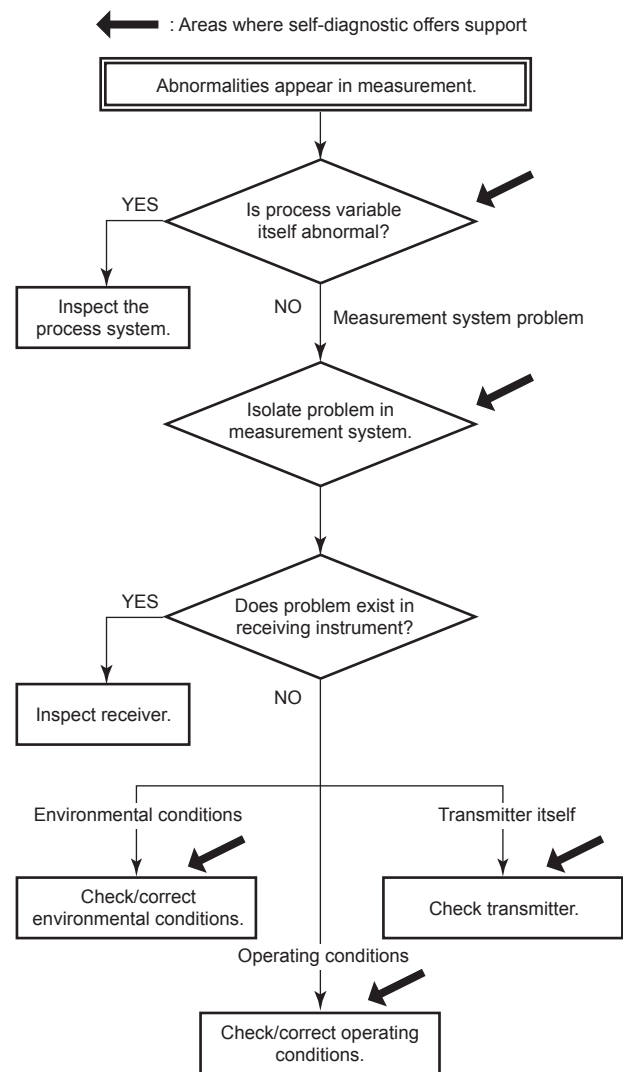 : Areas where self-diagnostic offers support
Abnormalities appear in measurement.
YES
Is process variable
itself abnormal?
Inspect the
process system.
NO
Measurement system problem
Isolate problem in
measurement system.
YES
Does problem exist in
receiving instrument?
Inspect receiver.
NO
Environmental conditions
Transmitter itself
Check/correct
environmental conditions.
Check transmitter.
Operating conditions
Check/correct operating
conditions.